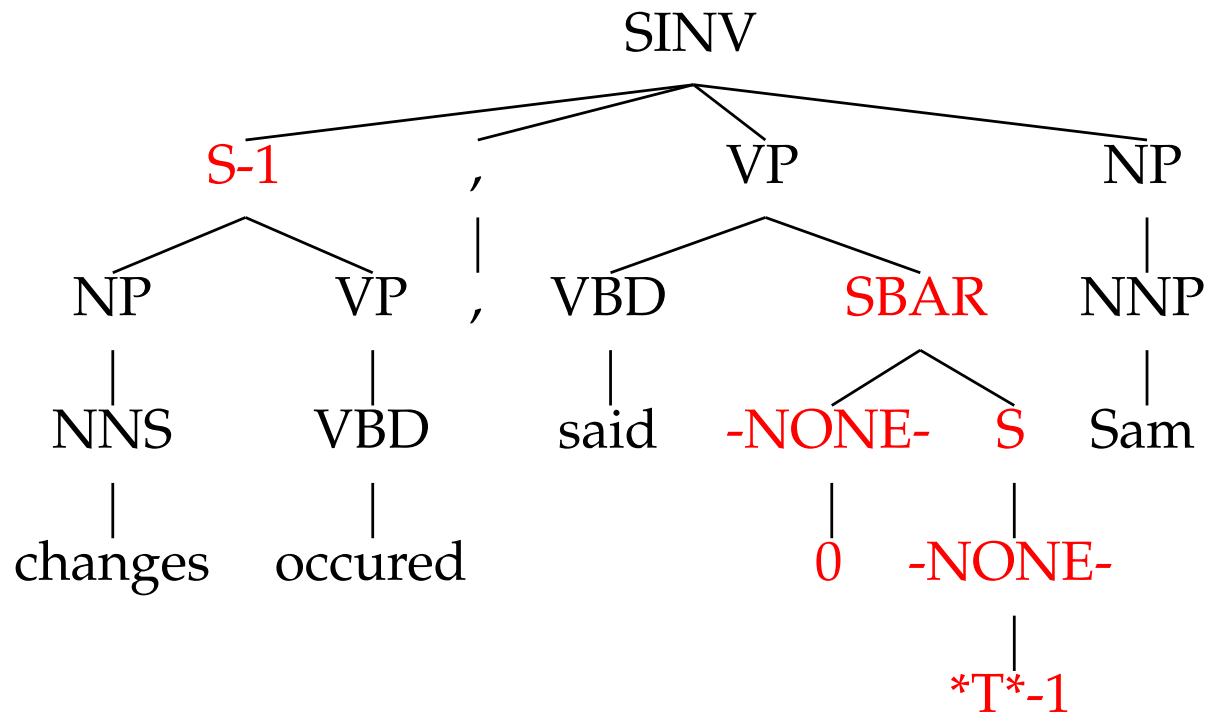 SINV
S-1 , VP NP
NP VP , VBD SBAR NNP
NNS VBD said -NONE- S Sam
changes occured 0 -NONE-
*T*-1